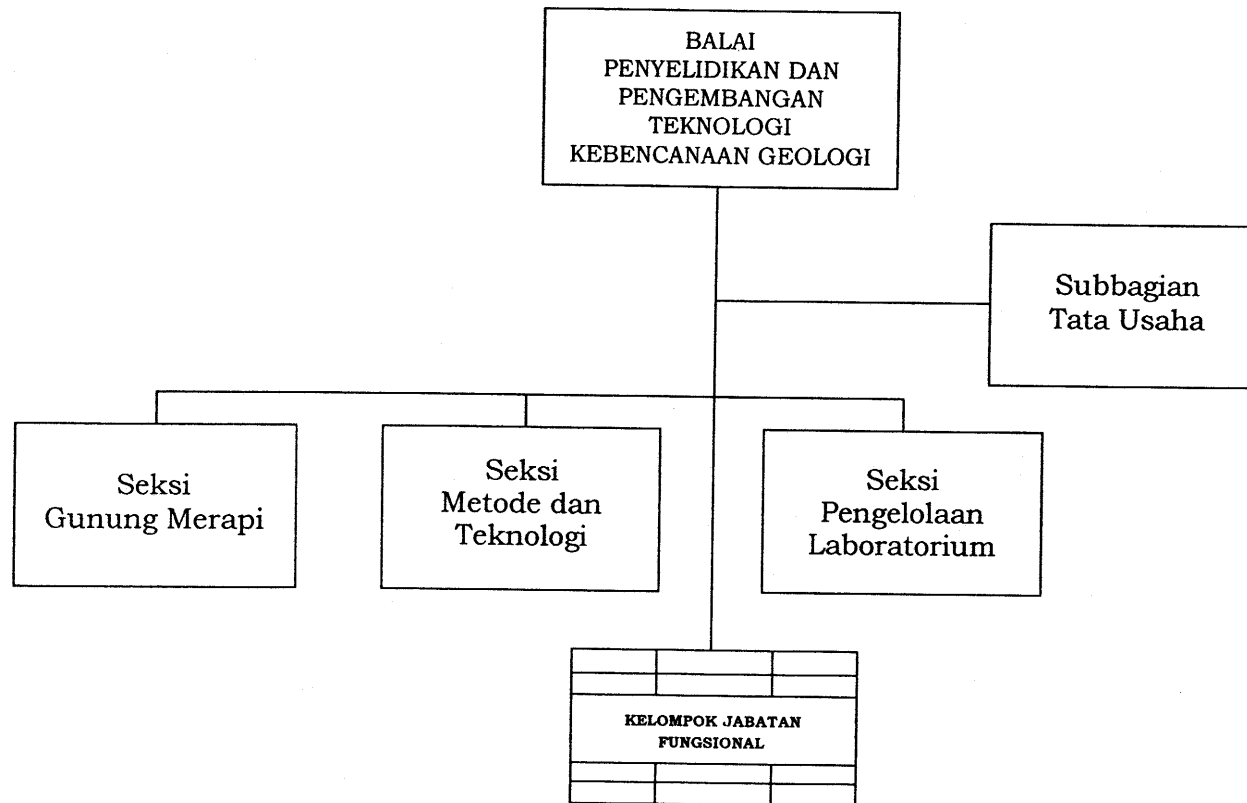 BALAI
PENYELIDIKAN DAN
PENGEMBANGAN
TEKNOLOGI
KEBENCANAAN GEOLOGI
Subbagian
Tata Usaha
Seksi
Gunung Merapi
Seksi
Metode dan
Teknologi
Seksi
Pengelolaan
Laboratorium
KELOMPOK JABATAN
FUNGSIONAL